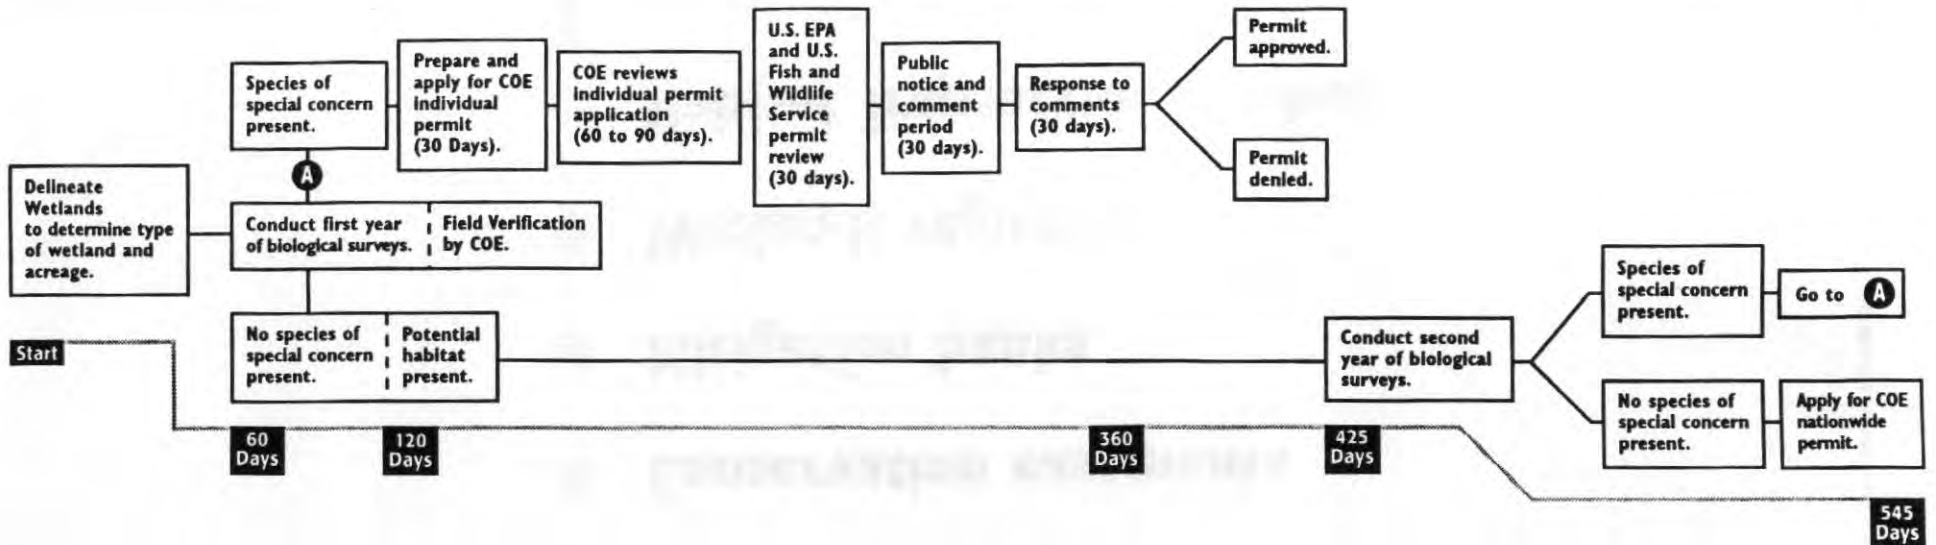 Delineate
Wetlands
to determine type
of wetland and
acreage.
Species of
special concern
present.
A
Conduct first year
of biological surveys.
Field Verification
by COE.
No species of
special concern
present.
Potential
habitat
present.
Prepare and
apply for COE
individual
permit
(30 Days).
COE reviews
individual permit
application
(60 to 90 days).
U.S. EPA
and U.S.
Fish and
Wildlife
Service
permit
review
(30 days).
Public
notice and
comment
period
(30 days).
Response to
comments
(30 days).
Permit
approved.
Permit
denied.
Conduct second
year of biological
surveys.
Species of
special concern
present.
Go to A
No species of
special concern
present.
Apply for COE
nationwide
permit.
Start
60
Days
120
Days
360
Days
425
Days
545
Days